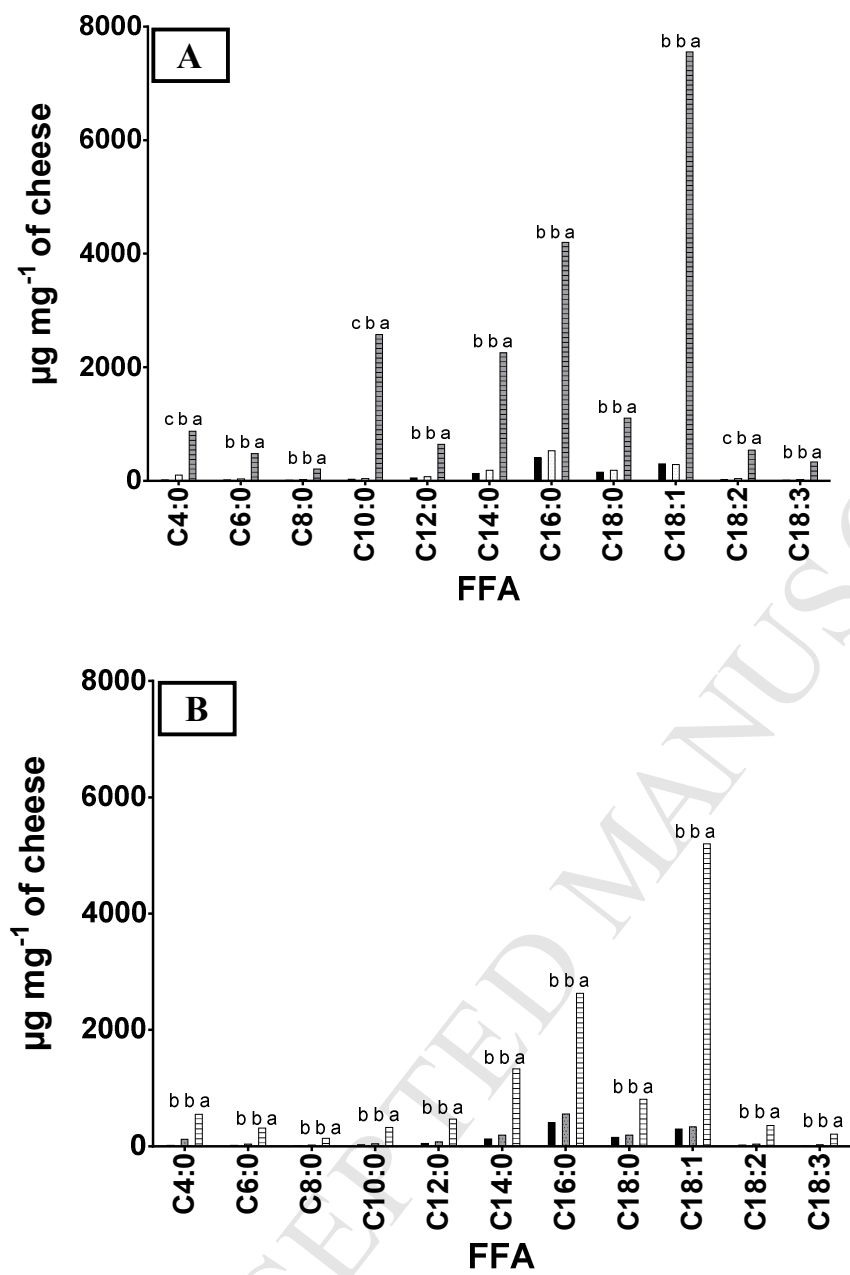 A
8000
6000
4000
2000
0
µg mg-1 of cheese
c b a
b b a
b b a
c b a
b b a
b b a
b b a
b b a
b b a
c b a
b b a
C4:0
C6:0
C8:0
C10:0
C12:0
C14:0
C16:0
C18:0
C18:1
C18:2
C18:3
FFA
B
8000
6000
4000
2000
0
µg mg-1 of cheese
b b a
b b a
b b a
b b a
b b a
b b a
b b a
b b a
b b a
b b a
b b a
C4:0
C6:0
C8:0
C10:0
C12:0
C14:0
C16:0
C18:0
C18:1
C18:2
C18:3
FFA